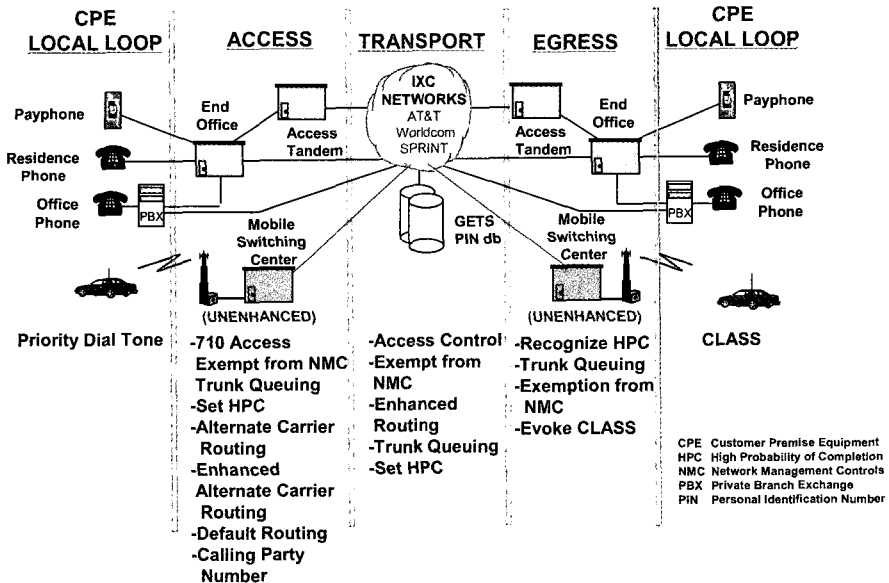 CPE
LOCAL LOOP
ACCESS
TRANSPORT
EGRESS
CPE
LOCAL LOOP
Payphone
Residence
Phone
Office
Phone
PBX
End
Office
Access
Tandem
IXC
NETWORKS
AT&T
Worldcom
SPRINT
GETS
PIN db
Access
Tandem
End
Office
Payphone
Residence
Phone
PBX
Office
Phone
Mobile
Switching
Center
(UNENHANCED)
Mobile
Switching
Center
(UNENHANCED)
Priority Dial Tone
-710 Access
Exempt from NMC
Trunk Queuing
-Set HPC
-Alternate Carrier
Routing
-Enhanced
Alternate Carrier
Routing
-Default Routing
-Calling Party
Number
-Access Control
-Exempt from
NMC
-Enhanced
Routing
-Trunk Queuing
-Set HPC
-Recognize HPC
-Trunk Queuing
-Exemption from
NMC
-Evoke CLASS
CLASS
CPE Customer Premise Equipment
HPC High Probability of Completion
NMC Network Management Controls
PBX Private Branch Exchange
PIN Personal Identification Number